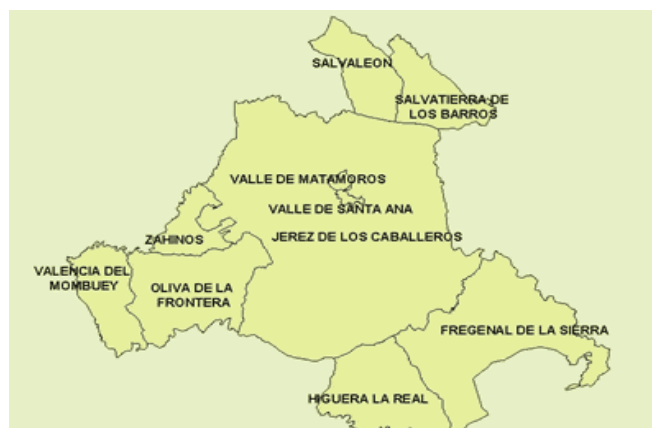 SALVALEON
SALVATIERRA DE
LOS BARROS
VALLE DE MATAMOROS
VALLE DE SANTA ANA
JEREZ DE LOS CABALLEROS
ZAHINOS
VALENCIA DEL
MOMBUEY
OLIVA DE LA
FRONTERA
FREGENAL DE LA SIERRA
HIGUERA LA REAL